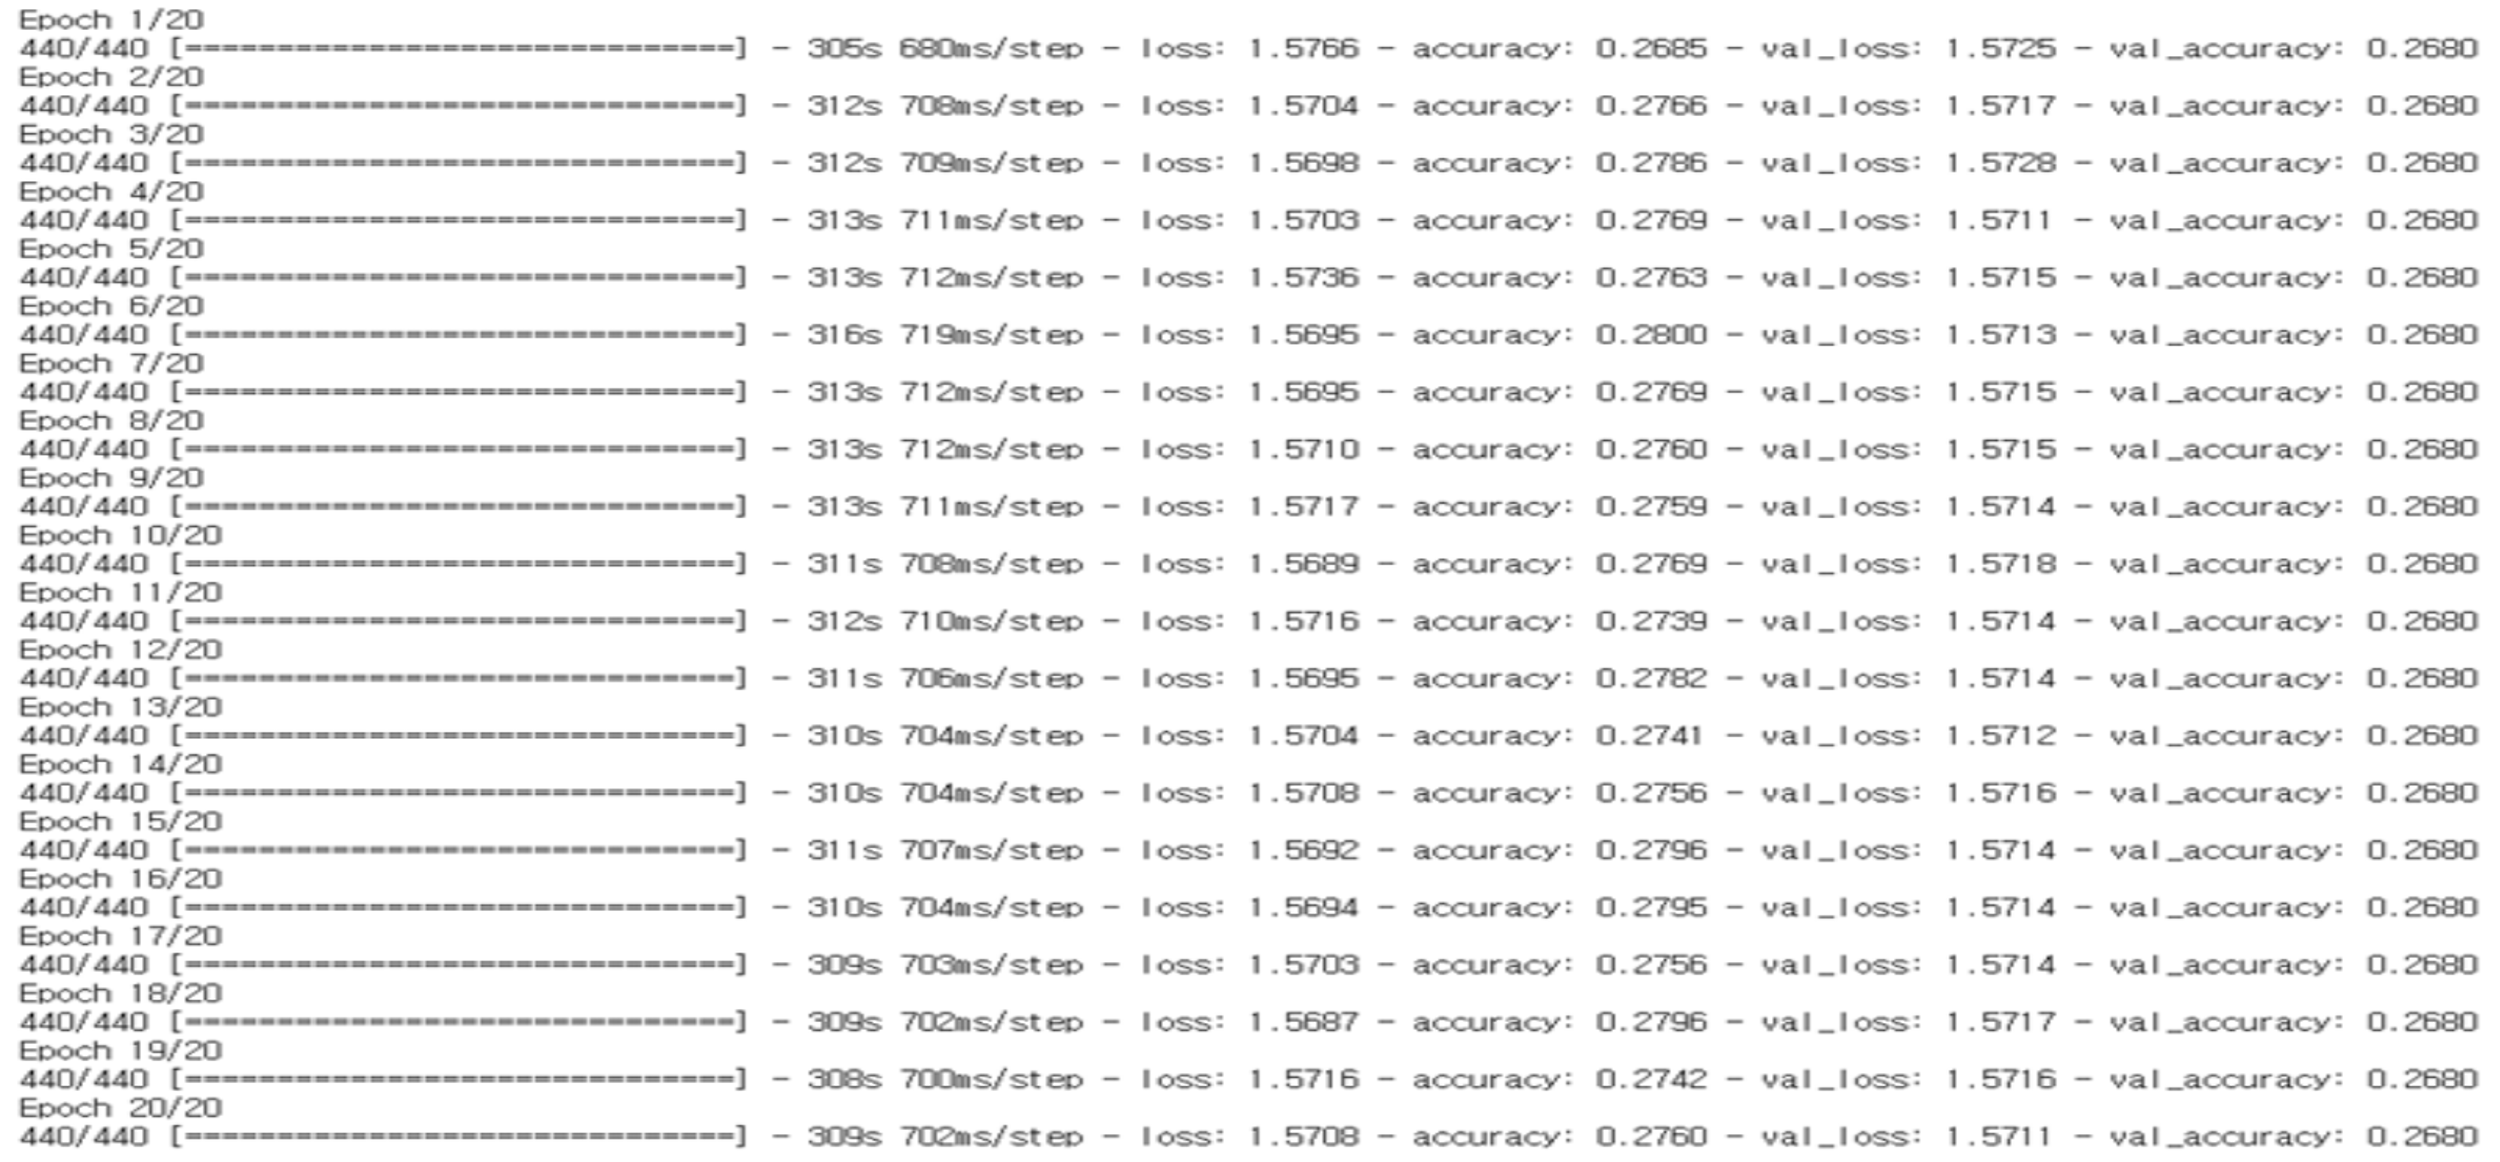 Epoch 1/20
440/440 [==============================] - 305s 680ms/step - loss: 1.5766 - accuracy: 0.2685 - val_loss: 1.5725 - val_accuracy: 0.2680
Epoch 2/20
440/440 [==============================] - 312s 708ms/step - loss: 1.5704 - accuracy: 0.2766 - val_loss: 1.5717 - val_accuracy: 0.2680
Epoch 3/20
440/440 [==============================] - 312s 709ms/step - loss: 1.5698 - accuracy: 0.2786 - val_loss: 1.5728 - val_accuracy: 0.2680
Epoch 4/20
440/440 [==============================] - 313s 711ms/step - loss: 1.5703 - accuracy: 0.2769 - val_loss: 1.5711 - val_accuracy: 0.2680
Epoch 5/20
440/440 [==============================] - 313s 712ms/step - loss: 1.5736 - accuracy: 0.2763 - val_loss: 1.5715 - val_accuracy: 0.2680
Epoch 6/20
440/440 [==============================] - 316s 719ms/step - loss: 1.5695 - accuracy: 0.2800 - val_loss: 1.5713 - val_accuracy: 0.2680
Epoch 7/20
440/440 [==============================] - 313s 712ms/step - loss: 1.5695 - accuracy: 0.2769 - val_loss: 1.5715 - val_accuracy: 0.2680
Epoch 8/20
440/440 [==============================] - 313s 712ms/step - loss: 1.5710 - accuracy: 0.2760 - val_loss: 1.5715 - val_accuracy: 0.2680
Epoch 9/20
440/440 [==============================] - 313s 711ms/step - loss: 1.5717 - accuracy: 0.2759 - val_loss: 1.5714 - val_accuracy: 0.2680
Epoch 10/20
440/440 [==============================] - 311s 708ms/step - loss: 1.5689 - accuracy: 0.2769 - val_loss: 1.5718 - val_accuracy: 0.2680
Epoch 11/20
440/440 [==============================] - 312s 710ms/step - loss: 1.5716 - accuracy: 0.2739 - val_loss: 1.5714 - val_accuracy: 0.2680
Epoch 12/20
440/440 [==============================] - 311s 706ms/step - loss: 1.5695 - accuracy: 0.2782 - val_loss: 1.5714 - val_accuracy: 0.2680
Epoch 13/20
440/440 [==============================] - 310s 704ms/step - loss: 1.5704 - accuracy: 0.2741 - val_loss: 1.5712 - val_accuracy: 0.2680
Epoch 14/20
440/440 [==============================] - 310s 704ms/step - loss: 1.5708 - accuracy: 0.2756 - val_loss: 1.5716 - val_accuracy: 0.2680
Epoch 15/20
440/440 [==============================] - 311s 707ms/step - loss: 1.5692 - accuracy: 0.2796 - val_loss: 1.5714 - val_accuracy: 0.2680
Epoch 16/20
440/440 [==============================] - 310s 704ms/step - loss: 1.5694 - accuracy: 0.2795 - val_loss: 1.5714 - val_accuracy: 0.2680
Epoch 17/20
440/440 [==============================] - 309s 703ms/step - loss: 1.5703 - accuracy: 0.2756 - val_loss: 1.5714 - val_accuracy: 0.2680
Epoch 18/20
440/440 [==============================] - 309s 702ms/step - loss: 1.5687 - accuracy: 0.2796 - val_loss: 1.5717 - val_accuracy: 0.2680
Epoch 19/20
440/440 [==============================] - 308s 700ms/step - loss: 1.5716 - accuracy: 0.2742 - val_loss: 1.5716 - val_accuracy: 0.2680
Epoch 20/20
440/440 [==============================] - 309s 702ms/step - loss: 1.5708 - accuracy: 0.2760 - val_loss: 1.5711 - val_accuracy: 0.2680